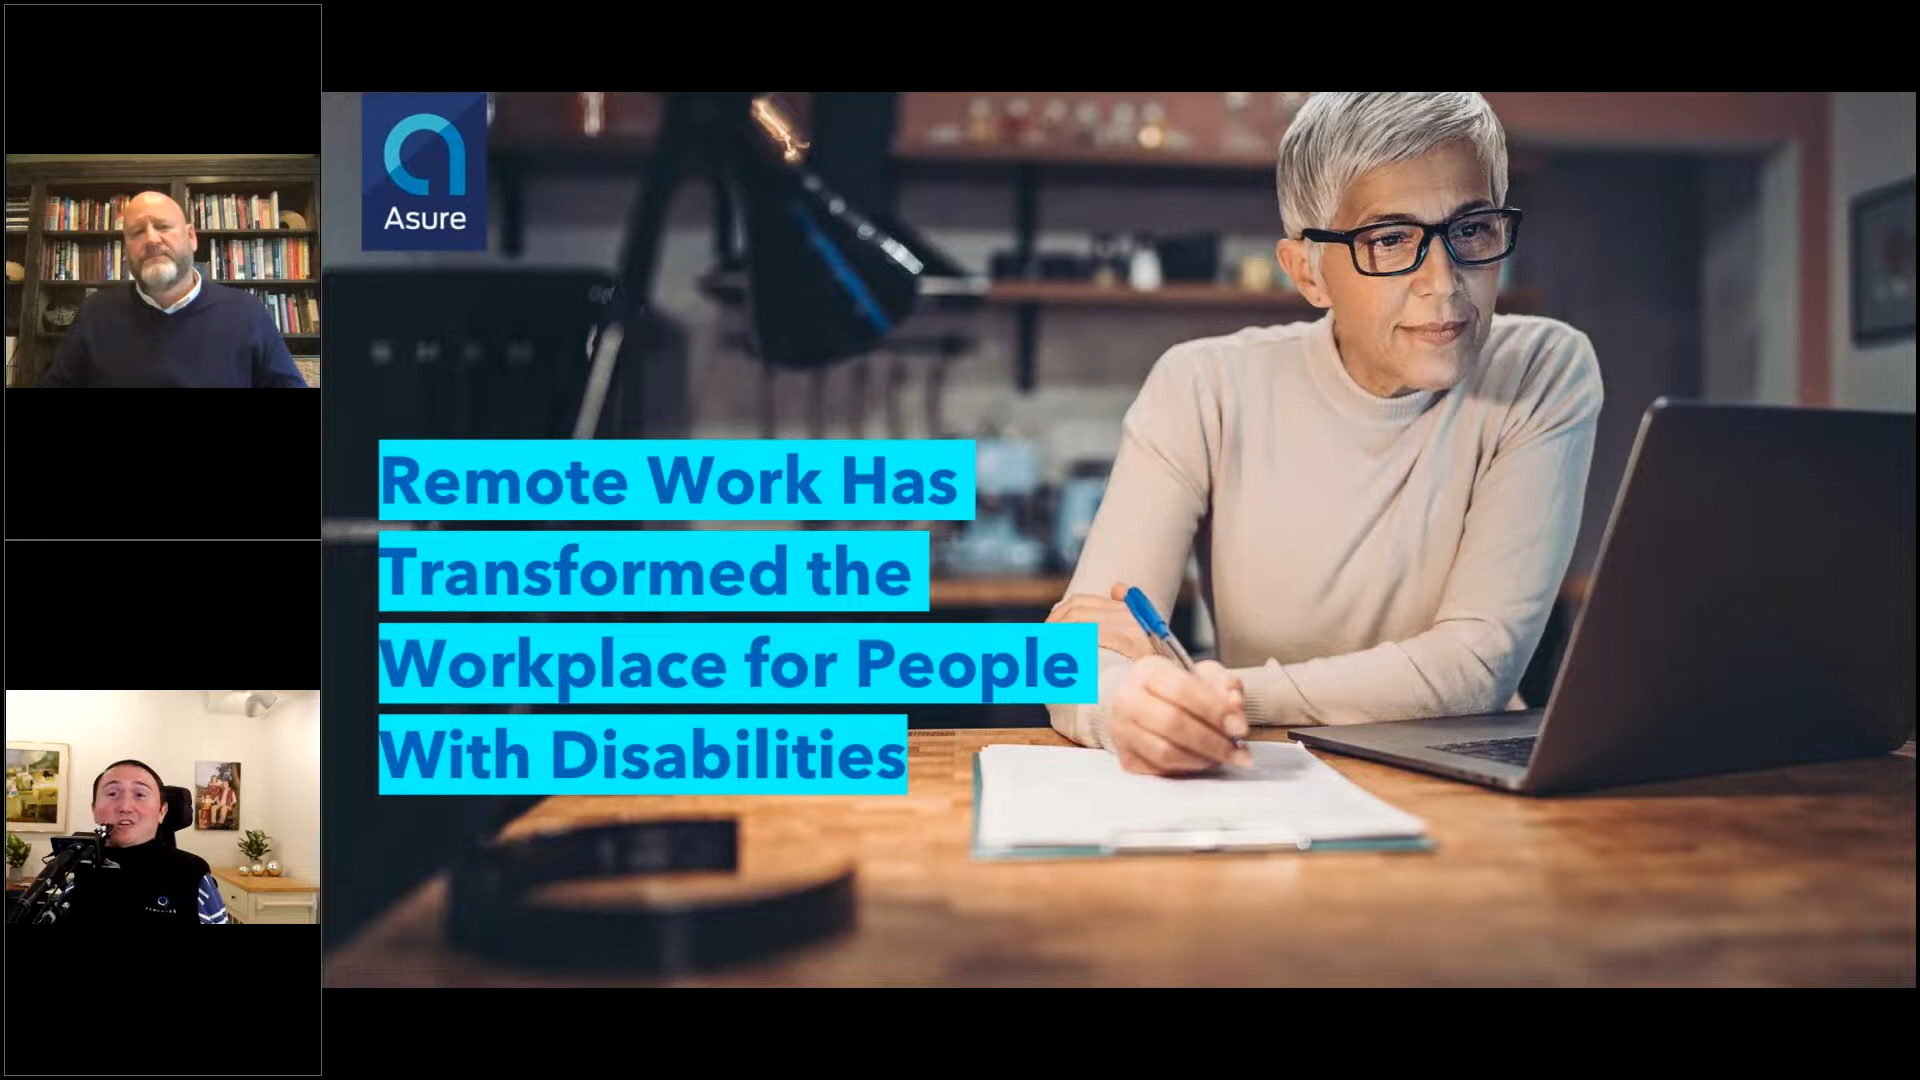 Asure
Remote Work Has
Transformed the
Workplace for People
With Disabilities